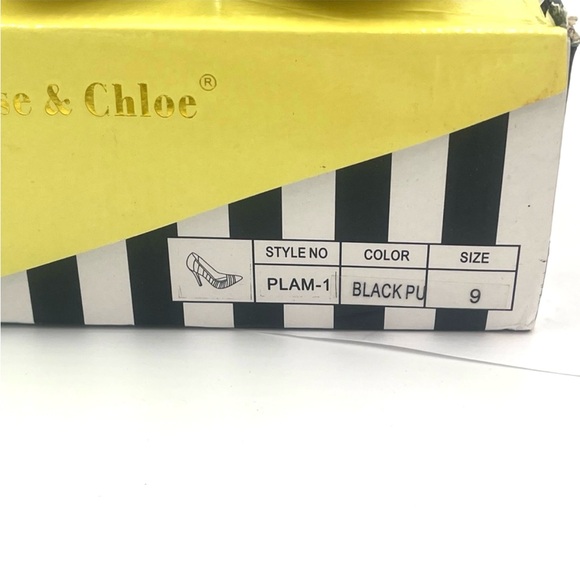 se & Chloe®
STYLE NO COLOR SIZE
PLAM-1 BLACK PU 9